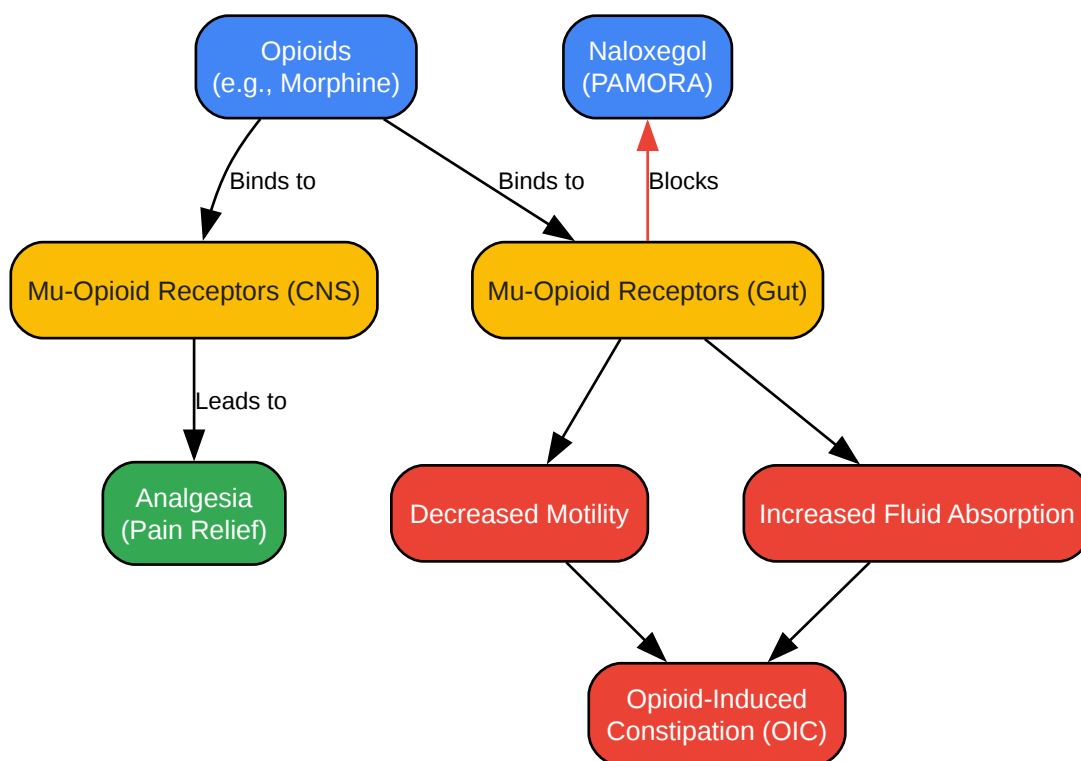 Opioids
(e.g., Morphine)
Naloxegol
(PAMORA)
Binds to
Binds to
Blocks
Mu-Opioid Receptors (CNS)
Mu-Opioid Receptors (Gut)
Leads to
Analgesia
(Pain Relief)
Decreased Motility
Increased Fluid Absorption
Opioid-Induced
Constipation (OIC)